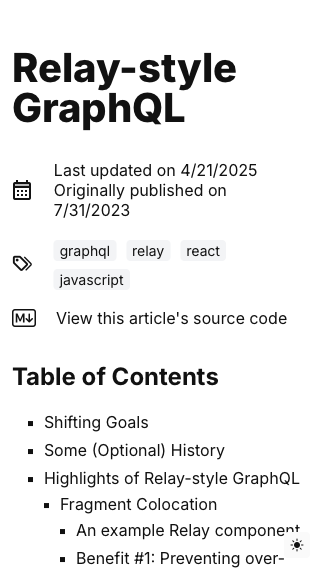 Relay-style
GraphQL
Last updated on 4/21/2025
Originally published on
7/31/2023
graphql relay react
javascript
View this article's source code
Table of Contents
Shifting Goals
Some (Optional) History
Highlights of Relay-style GraphQL
Fragment Colocation
An example Relay component
Benefit #1: Preventing over-